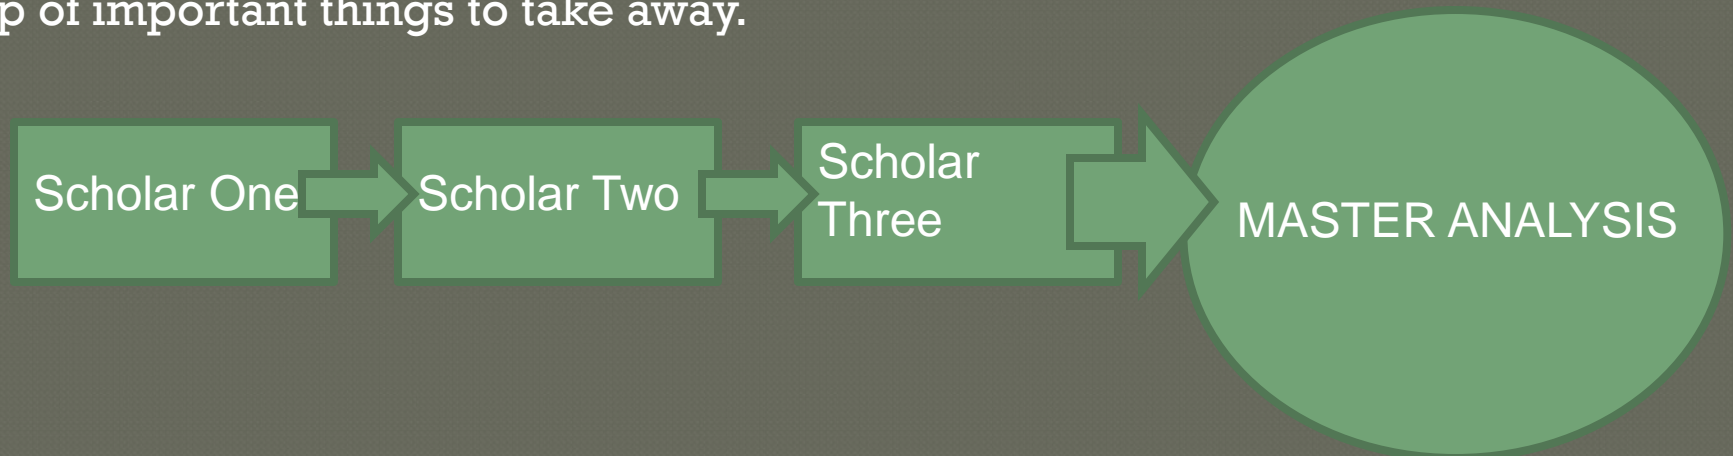 p of important things to take away.
Scholar One
Scholar Two
Scholar
Three
MASTER ANALYSIS